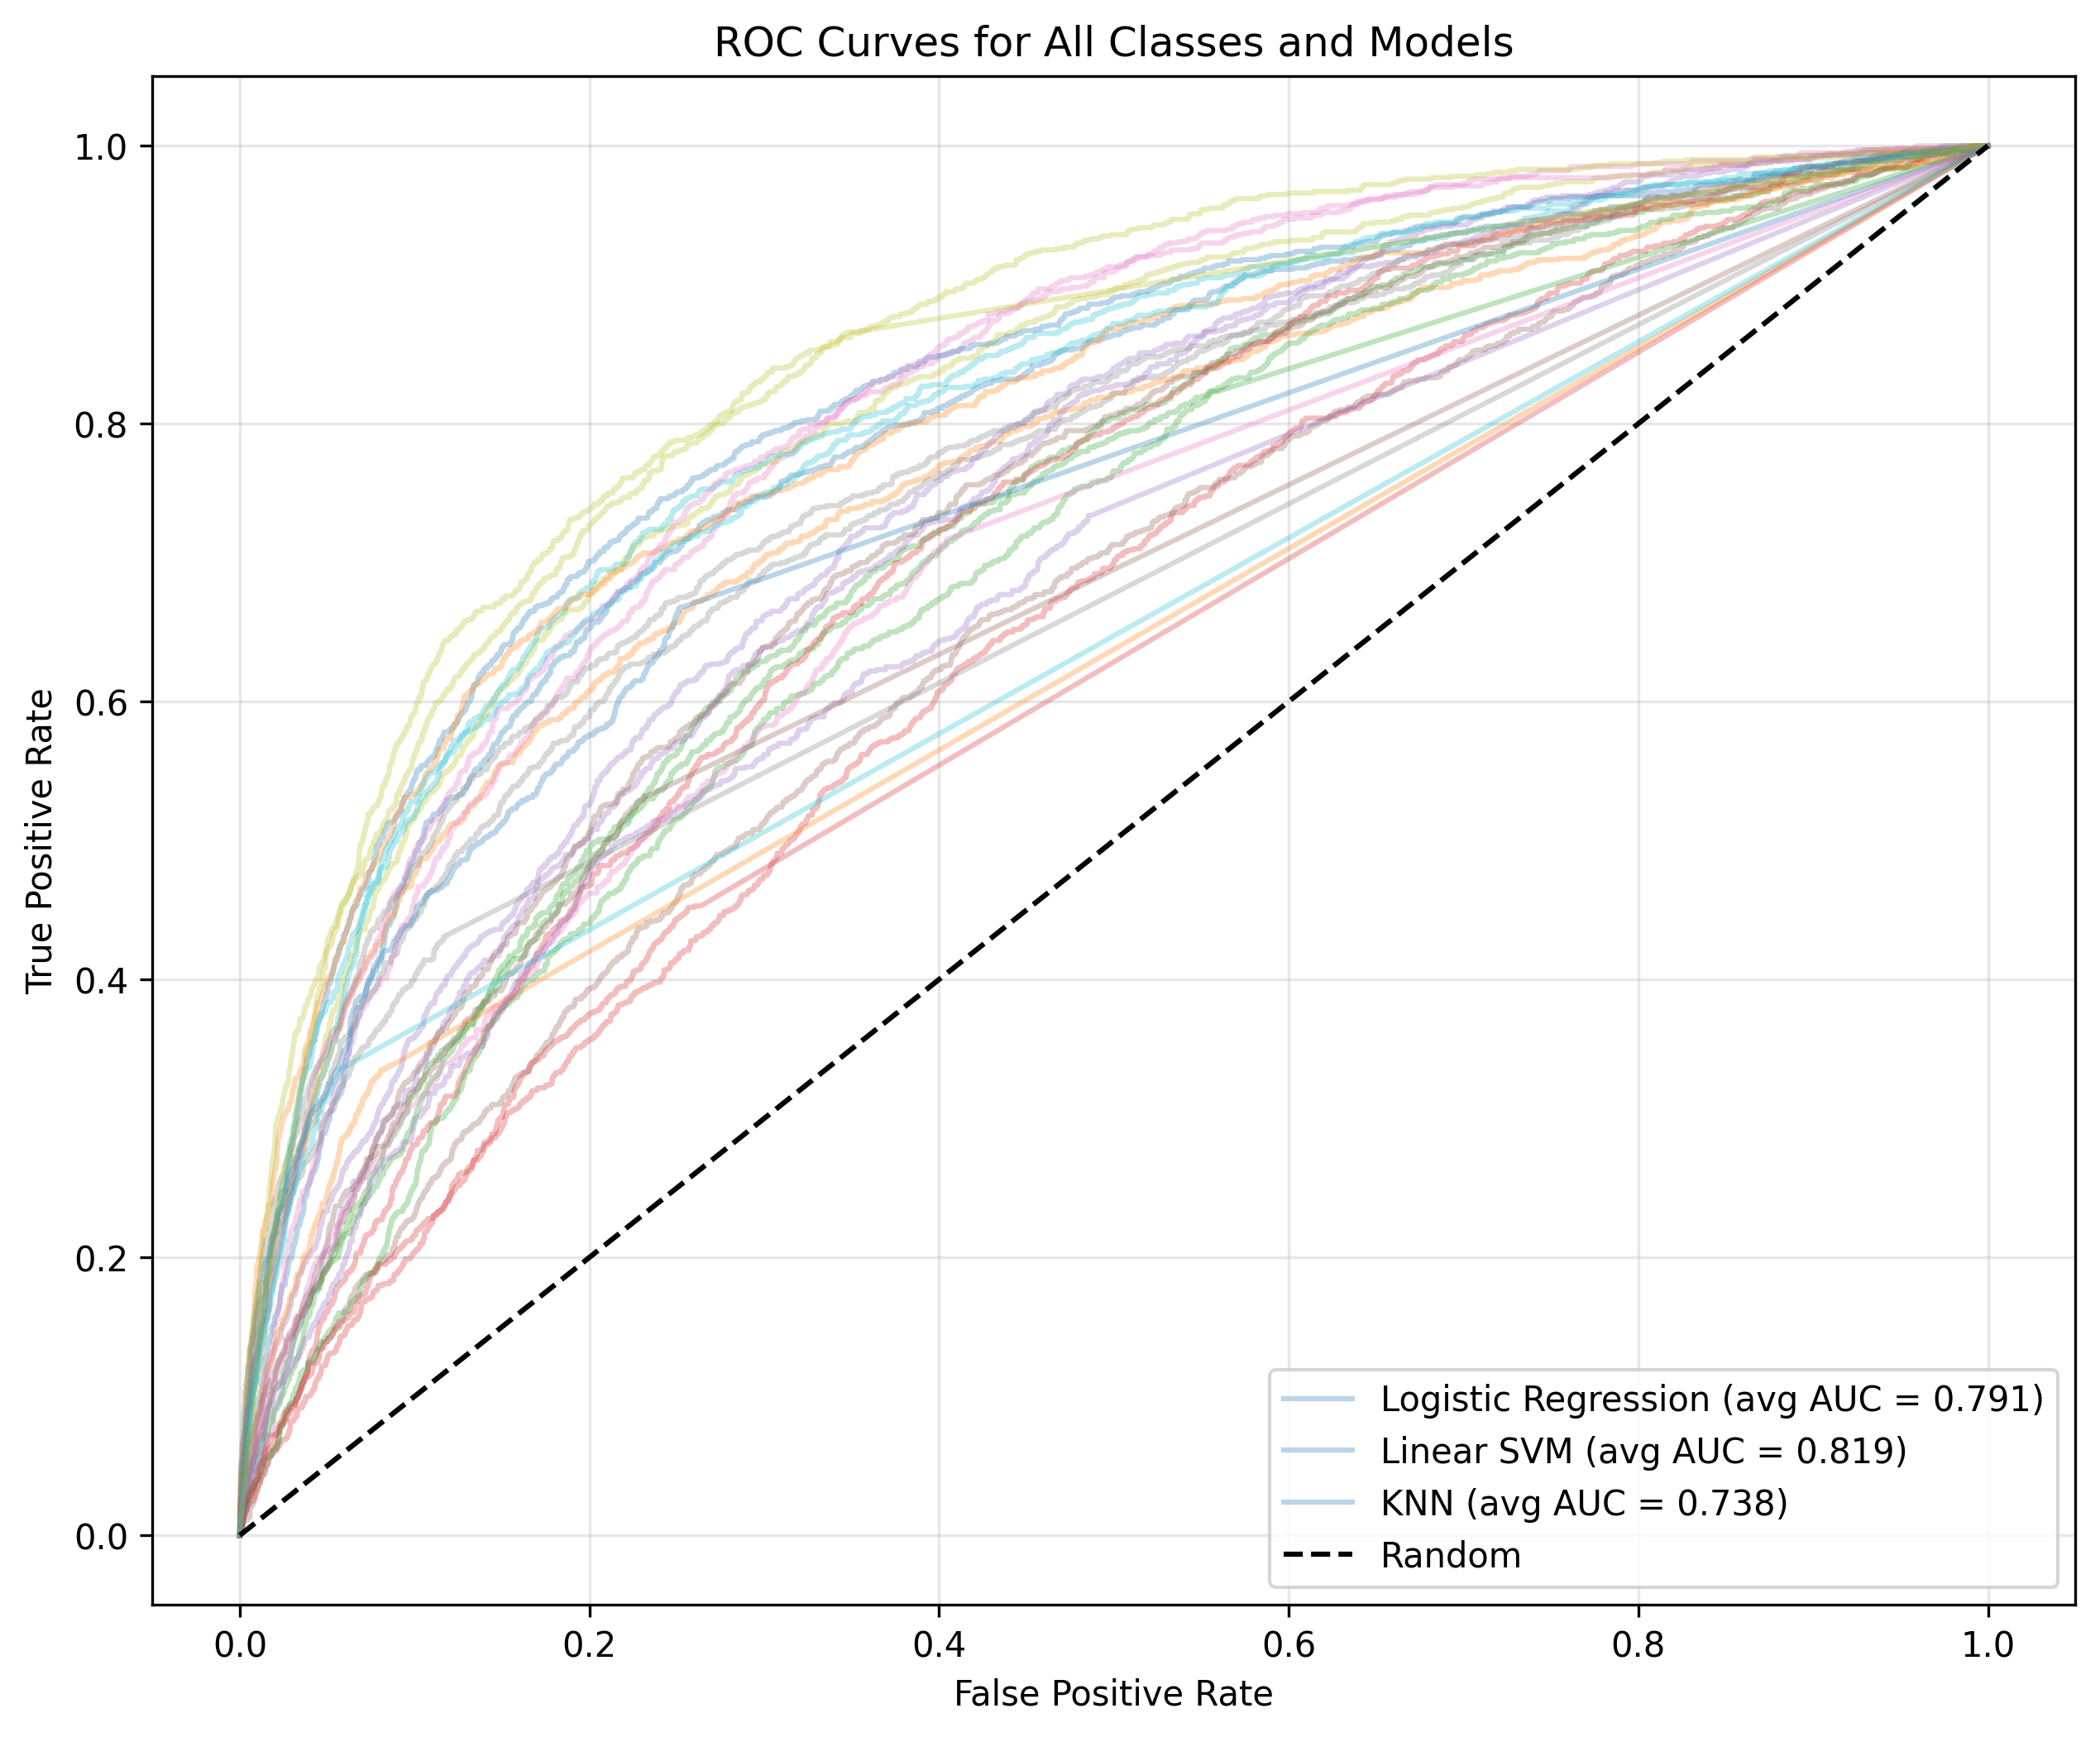 ROC Curves for All Classes and Models
True Positive Rate
1.0
0.8
0.6
0.4
0.2
0.0
0.0 0.2 0.4 0.6 0.8 1.0
False Positive Rate
Logistic Regression (avg AUC = 0.791)
Linear SVM (avg AUC = 0.819)
KNN (avg AUC = 0.738)
Random